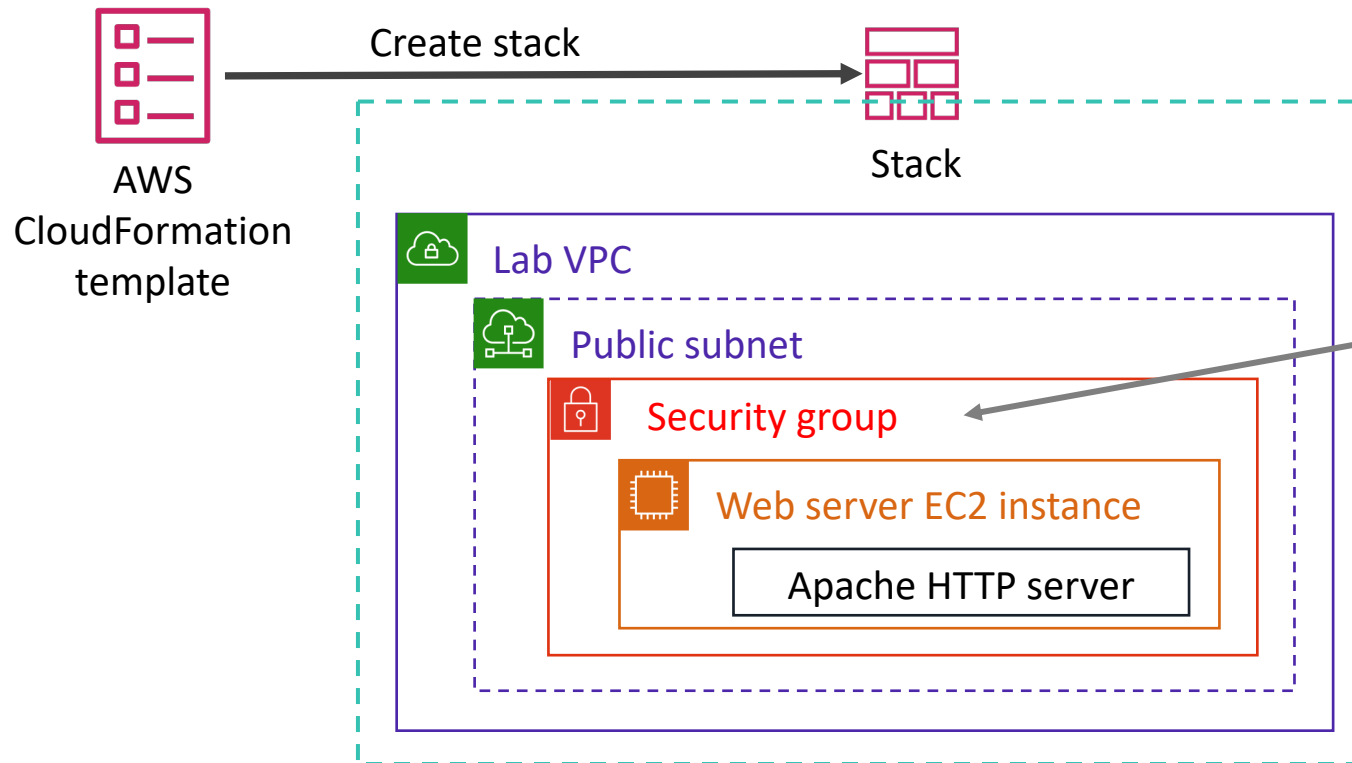 Create stack
AWS
CloudFormation
template
Stack
Lab VPC
Public subnet
Security group
Web server EC2 instance
Apache HTTP server